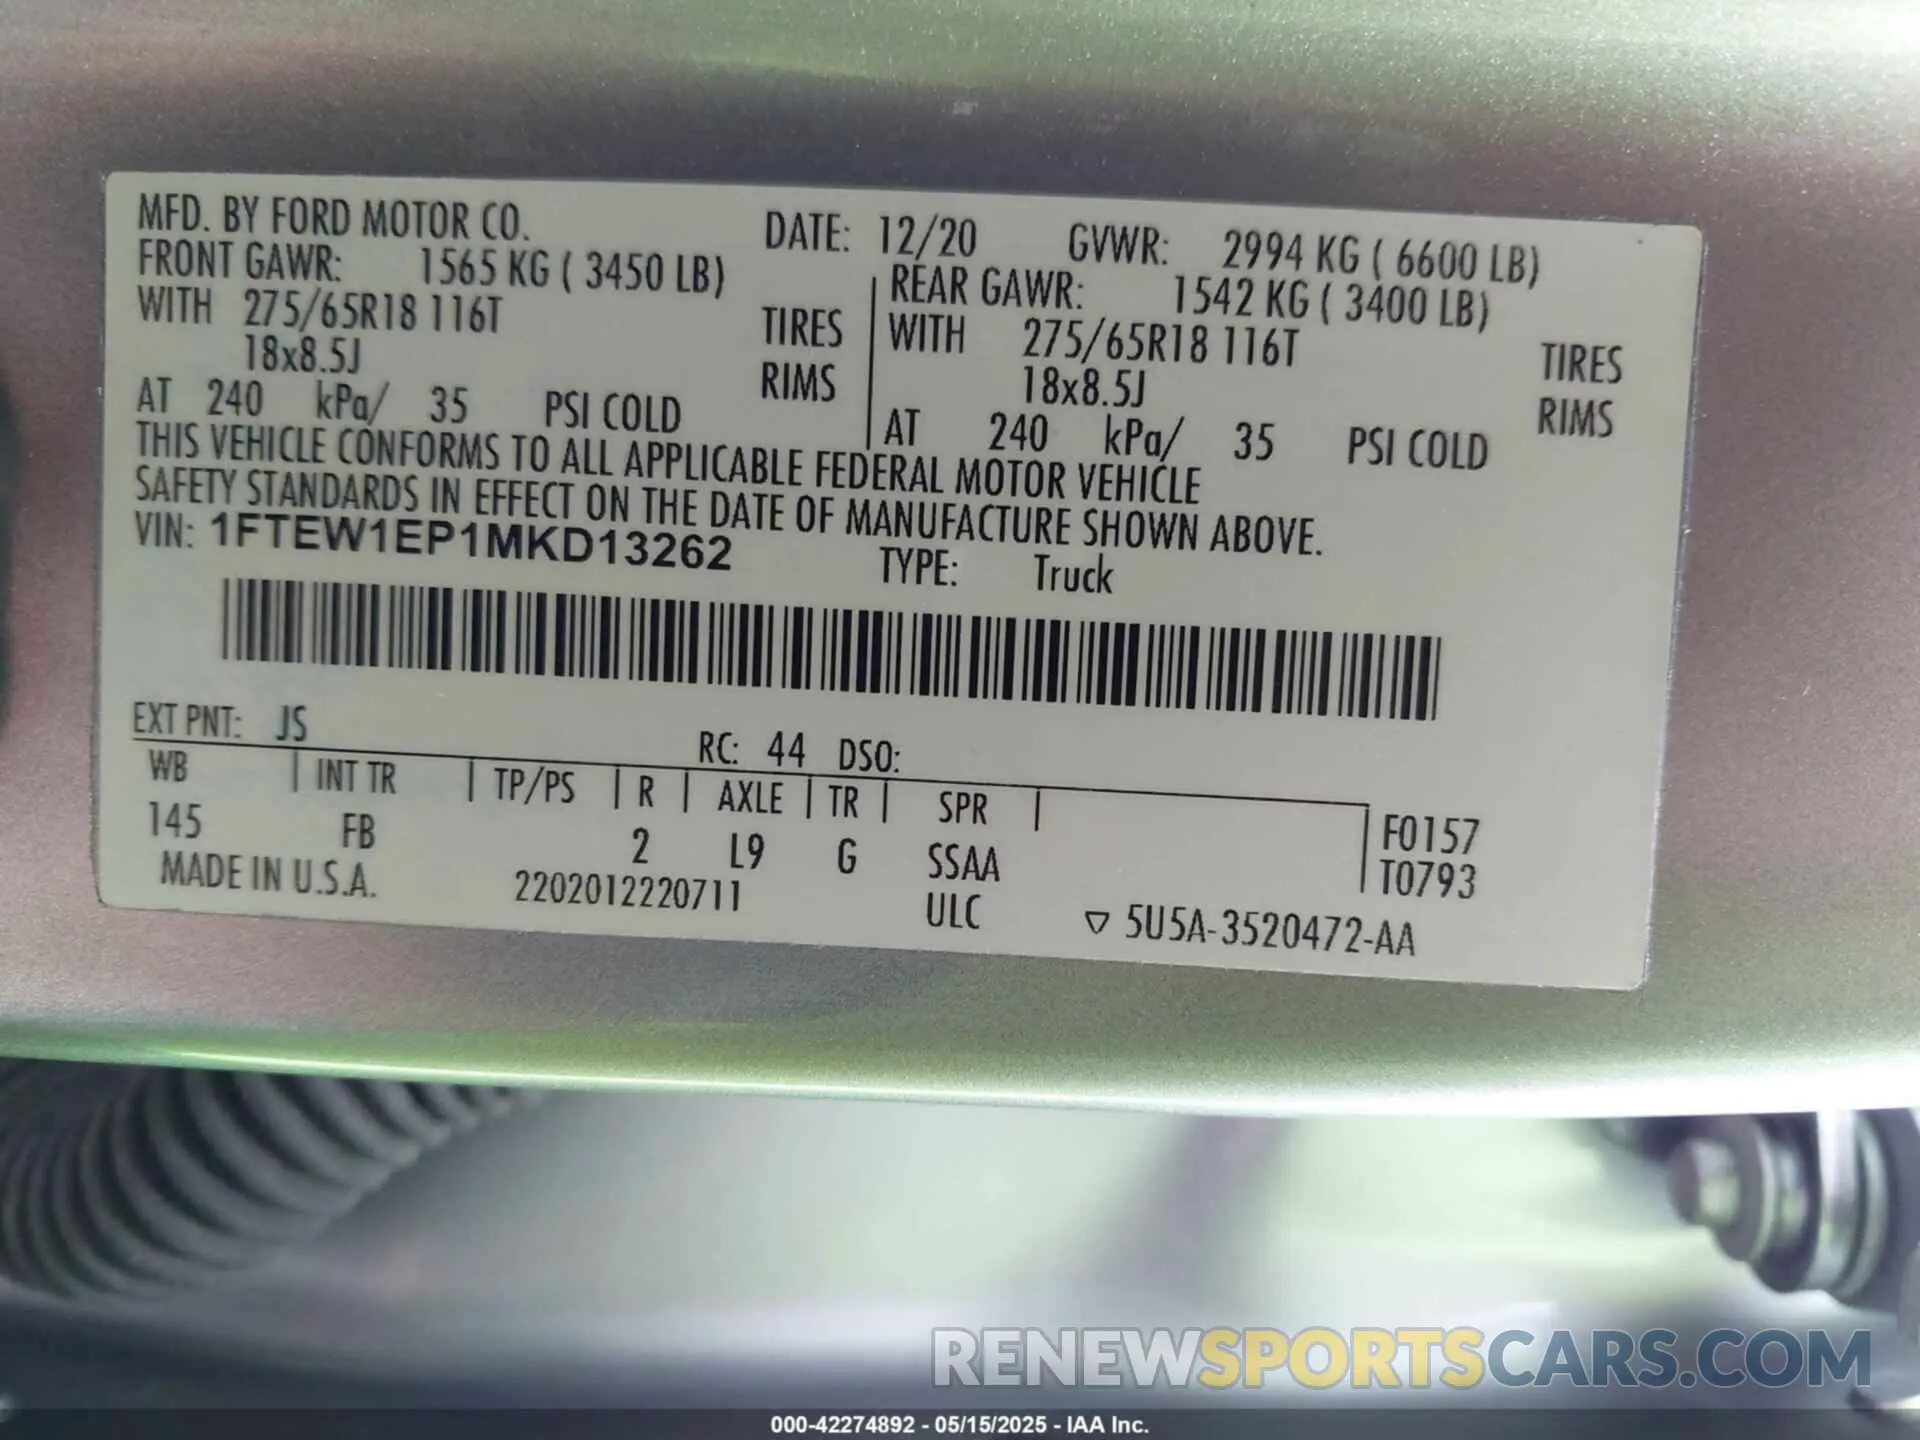 MFD. BY FORD MOTOR CO. DATE: 12/20 GVWR: 2994 KG ( 6600 LB)
FRONT GAWR: 1565 KG ( 3450 LB) REAR GAWR: 1542 KG ( 3400 LB)
WITH 275/65R18 116T TIRES WITH 275/65R18 116T TIRES
18x8.5J RIMS 18x8.5J RIMS
AT 240 kPa/ 35 PSI COLD AT 240 kPa/ 35 PSI COLD
THIS VEHICLE CONFORMS TO ALL APPLICABLE FEDERAL MOTOR VEHICLE
SAFETY STANDARDS IN EFFECT ON THE DATE OF MANUFACTURE SHOWN ABOVE.
VIN: 1FTEW1EP1MKD13262 TYPE: Truck
EXT PNT: JS RC: 44 DSO:
WB INT TR TP/PS R AXLE TR SPR F0157
145 FB 2 L9 G SSAA T0793
MADE IN U.S.A. 2202012220711 ULC ▽ 5U5A-3520472-AA
RENEWSPORTSCARS.COM
000-42274892 - 05/15/2025 - IAA Inc.